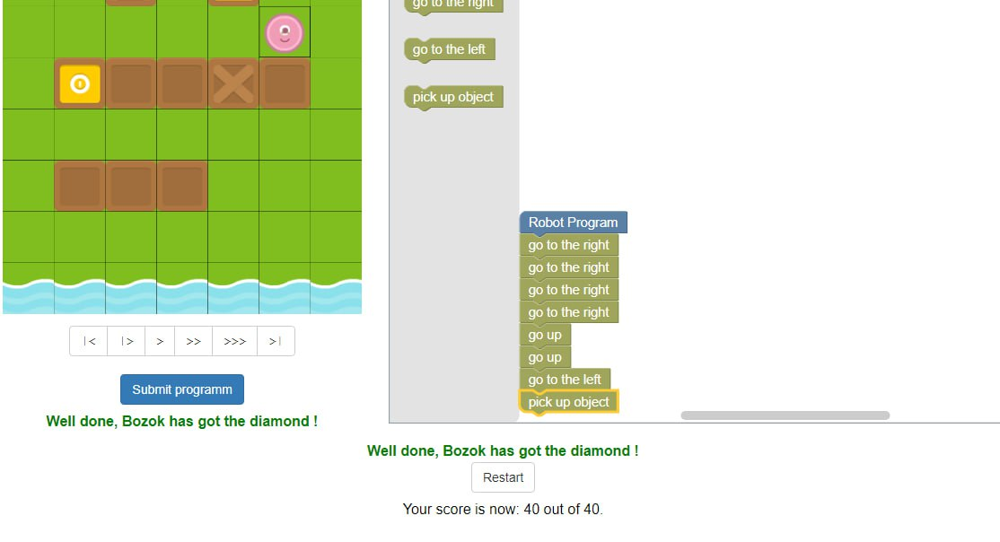 go to the right
go to the left
pick up object
Robot Program
go to the right
go to the right
go to the right
go to the right
go up
go up
go to the left
pick up object
|< |> > >> >>> >|
Submit programm
Well done, Bozok has got the diamond !
Well done, Bozok has got the diamond !
Restart
Your score is now: 40 out of 40.